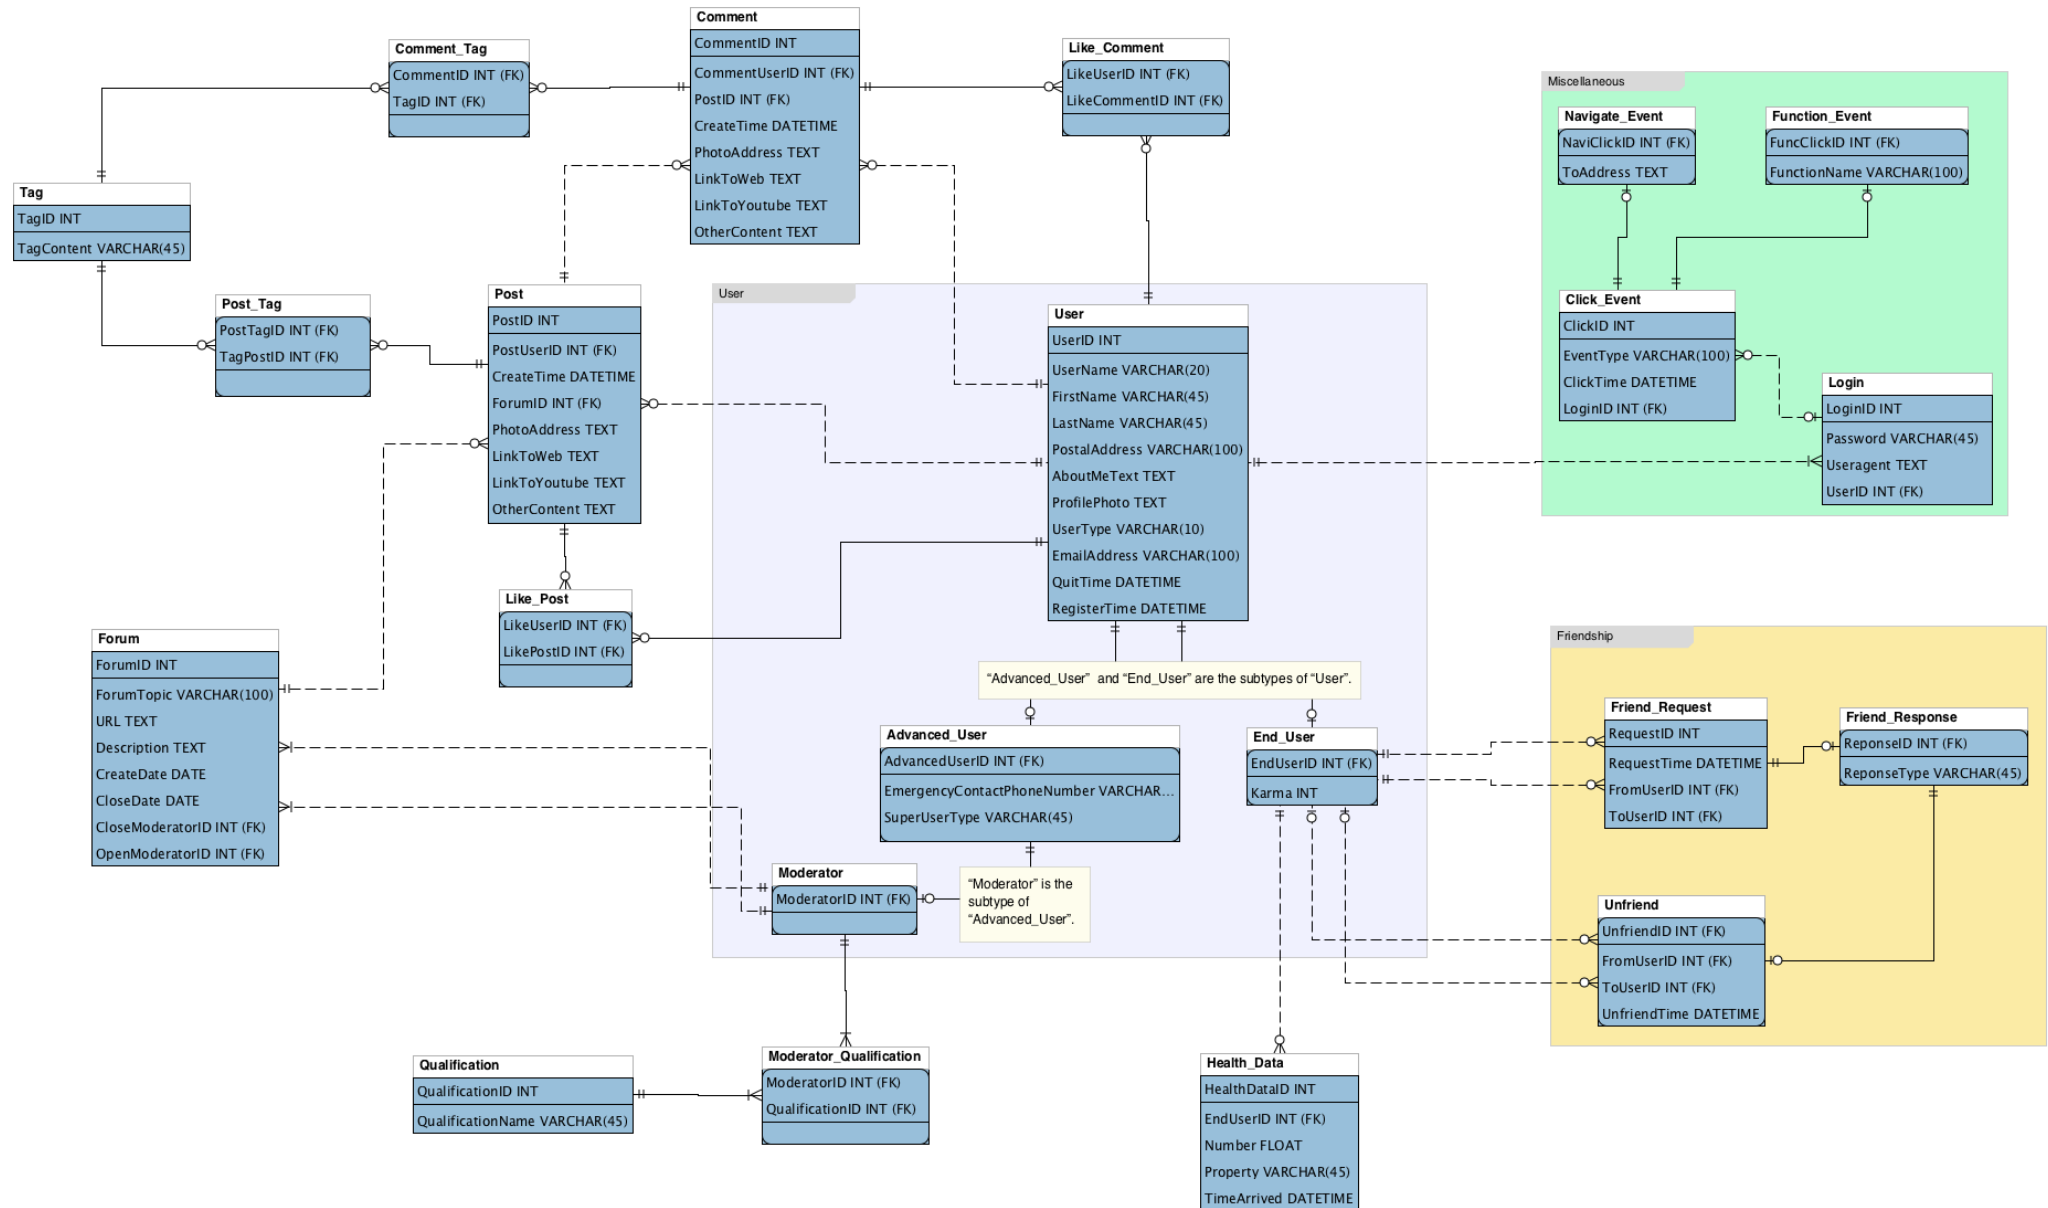 Comment
CommentID INT
CommentUserID INT (FK)
PostID INT (FK)
CreateTime DATETIME
PhotoAddress TEXT
LinkToWeb TEXT
LinkToYoutube TEXT
OtherContent TEXT
Comment_Tag
CommentID INT (FK)
TagID INT (FK)
Like_Comment
LikeUserID INT (FK)
LikeCommentID INT (FK)
Miscellaneous
Navigate_Event
NaviClickID INT (FK)
ToAddress TEXT
Function_Event
FuncClickID INT (FK)
FunctionName VARCHAR(100)
Click_Event
ClickID INT
EventType VARCHAR(100)
ClickTime DATETIME
LoginID INT (FK)
Login
LoginID INT
Password VARCHAR(45)
Useragent TEXT
UserID INT (FK)
Tag
TagID INT
TagContent VARCHAR(45)
Post_Tag
PostTagID INT (FK)
TagPostID INT (FK)
Post
PostID INT
PostUserID INT (FK)
CreateTime DATETIME
ForumID INT (FK)
PhotoAddress TEXT
LinkToWeb TEXT
LinkToYoutube TEXT
OtherContent TEXT
User
User
UserID INT
UserName VARCHAR(20)
FirstName VARCHAR(45)
LastName VARCHAR(45)
PostalAddress VARCHAR(100)
AboutMeText TEXT
ProfilePhoto TEXT
UserType VARCHAR(10)
EmailAddress VARCHAR(100)
QuitTime DATETIME
RegisterTime DATETIME
Like_Post
LikeUserID INT (FK)
LikePostID INT (FK)
Forum
ForumID INT
ForumTopic VARCHAR(100)
URL TEXT
Description TEXT
CreateDate DATE
CloseDate DATE
CloseModeratorID INT (FK)
OpenModeratorID INT (FK)
“Advanced_User”  and “End_User” are the subtypes of “User”.
Advanced_User
AdvancedUserID INT (FK)
EmergencyContactPhoneNumber VARCHAR...
SuperUserType VARCHAR(45)
End_User
EndUserID INT (FK)
Karma INT
Moderator
ModeratorID INT (FK)
“Moderator” is the
subtype of
“Advanced_User”.
Friendship
Friend_Request
RequestID INT
RequestTime DATETIME
FromUserID INT (FK)
ToUserID INT (FK)
Friend_Response
ReponseID INT (FK)
ReponseType VARCHAR(45)
Unfriend
UnfriendID INT (FK)
FromUserID INT (FK)
ToUserID INT (FK)
UnfriendTime DATETIME
Qualification
QualificationID INT
QualificationName VARCHAR(45)
Moderator_Qualification
ModeratorID INT (FK)
QualificationID INT (FK)
Health_Data
HealthDataID INT
EndUserID INT (FK)
Number FLOAT
Property VARCHAR(45)
TimeArrived DATETIME